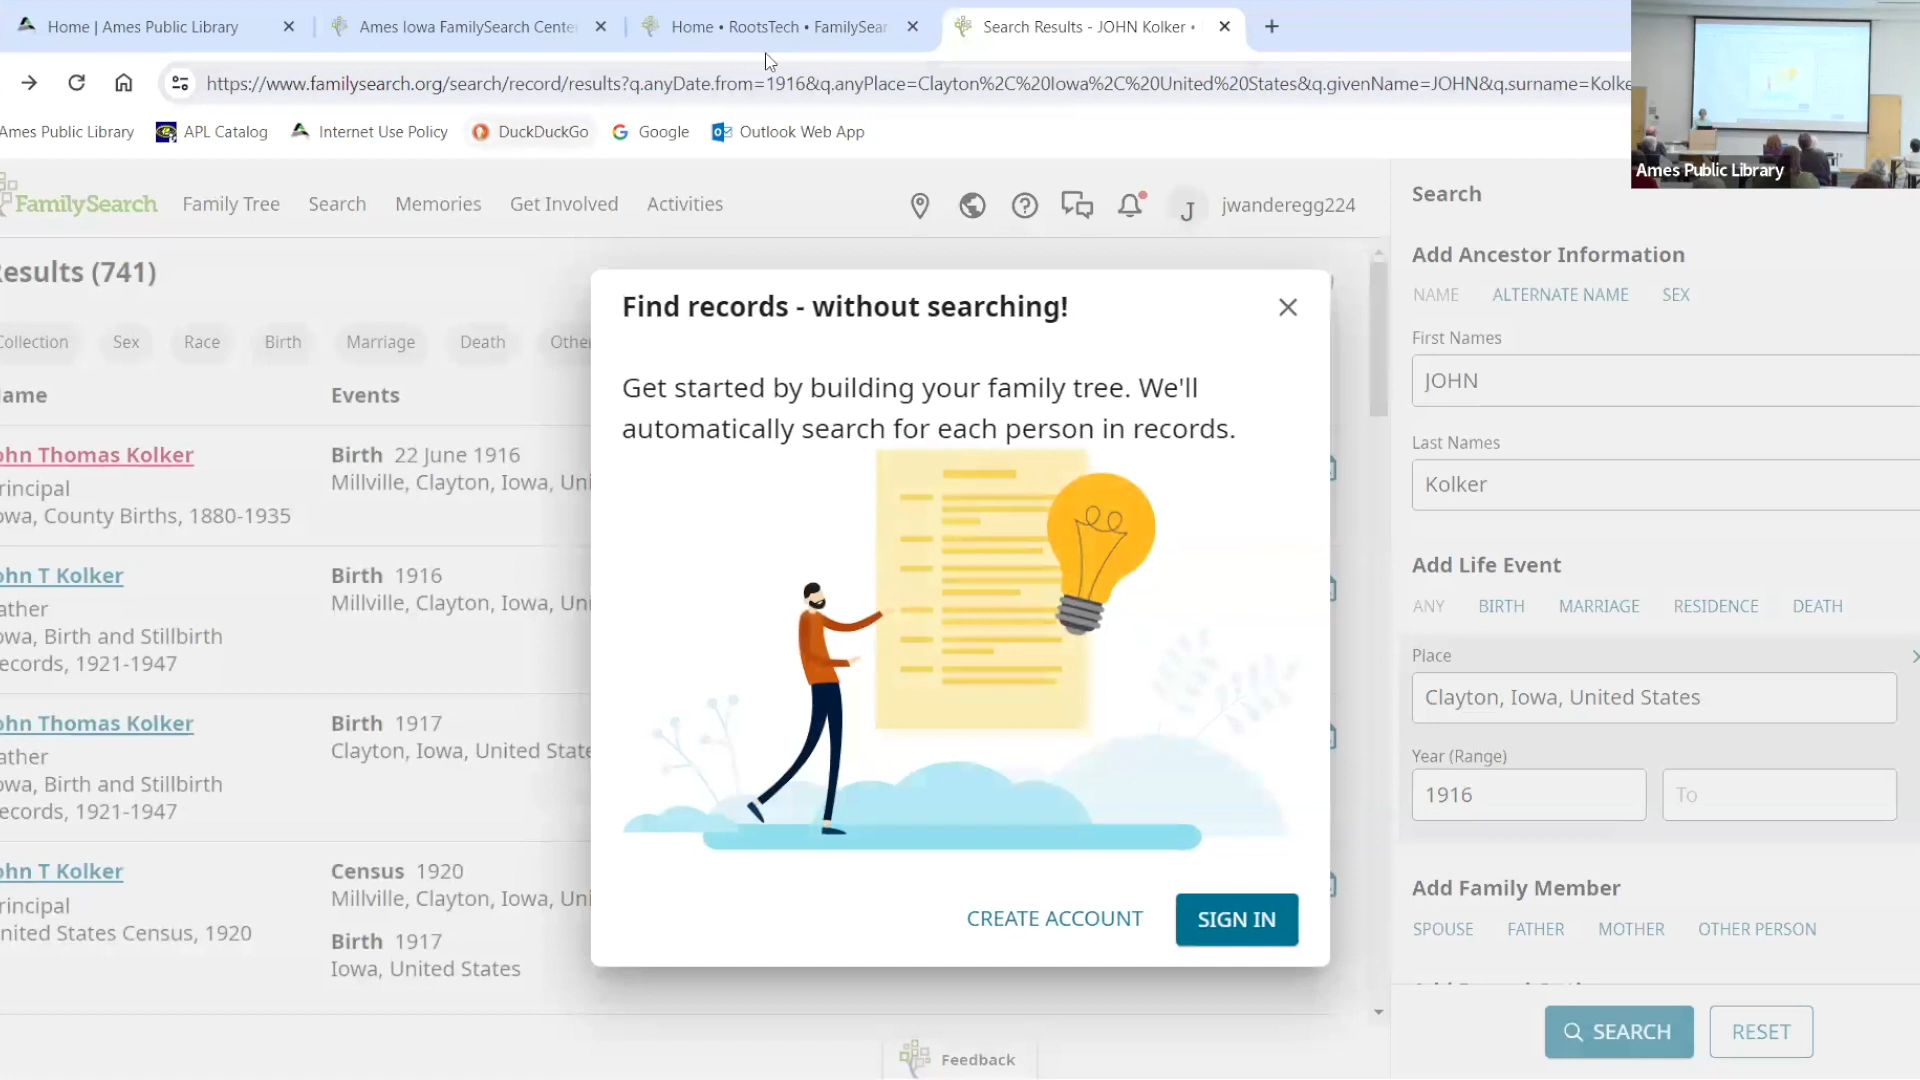 Home | Ames Public Library
Ames Iowa FamilySearch Cente
Home • RootsTech • FamilySear
Search Results - JOHN Kolker •
https://www.familysearch.org/search/record/results?q.anyDate.from=1916&q.anyPlace=Clayton%2C%20Iowa%2C%20United%20States&q.givenName=JOHN&q.surname=Kolke
Ames Public Library
APL Catalog
Internet Use Policy
DuckDuckGo
Google
Outlook Web App
Ames Public Library
FamilySearch
Family Tree
Search
Memories
Get Involved
Activities
J
jwanderegg224
esults (741)
ollection
Sex
Race
Birth
Marriage
Death
Othe
ame
Events
ohn Thomas Kolker
rincipal
owa, County Births, 1880-1935
Birth 22 June 1916
Millville, Clayton, Iowa, Uni
ohn T Kolker
ather
owa, Birth and Stillbirth
ecords, 1921-1947
Birth 1916
Millville, Clayton, Iowa, Uni
ohn Thomas Kolker
ather
owa, Birth and Stillbirth
ecords, 1921-1947
Birth 1917
Clayton, Iowa, United State
ohn T Kolker
rincipal
nited States Census, 1920
Census 1920
Millville, Clayton, Iowa, Uni
Birth 1917
Iowa, United States
Find records - without searching!
Get started by building your family tree. We'll
automatically search for each person in records.
CREATE ACCOUNT
SIGN IN
Feedback
Search
Add Ancestor Information
NAME
ALTERNATE NAME
SEX
First Names
JOHN
Last Names
Kolker
Add Life Event
ANY
BIRTH
MARRIAGE
RESIDENCE
DEATH
Place
Clayton, Iowa, United States
Year (Range)
1916
To
Add Family Member
SPOUSE
FATHER
MOTHER
OTHER PERSON
SEARCH
RESET